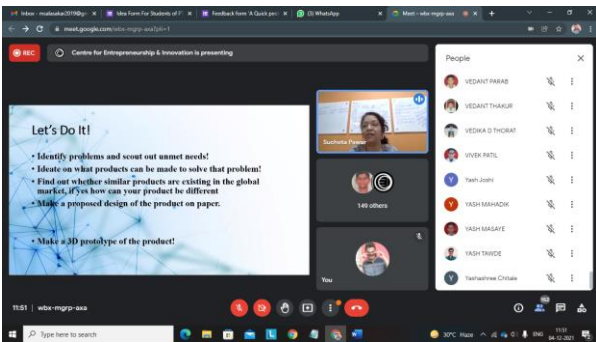 Inbox - msalasakar2019@g
Idea Form For Students of F
Feedback form 'A Quick per
(3) WhatsApp
Meet - wbx-mgrp-axa
meet.google.com/wbx-mgrp-axa?pli=1
REC
Centre for Entrepreneurship & Innovation is presenting
Let's Do It!
• Identify problems and scout out unmet needs!
• Ideate on what products can be made to solve that problem!
• Find out whether similar products are existing in the global
market, if yes how can your product be different
• Make a proposed design of the product on paper.
• Make a 3D prototype of the product!
Sucheta Pawar
149 others
You
People
VEDANT PARAB
VEDANT THAKUR
VEDIKA D THORAT
VIVEK PATIL
Y
Yash Joshi
Y
YASH MAHADIK
YASH MASAYE
YASH TAWDE
Y
Yashashree Chitale
11:51 | wbx-mgrp-axa
Type here to search
30°C Haze
ENG
11:51
04-12-2021